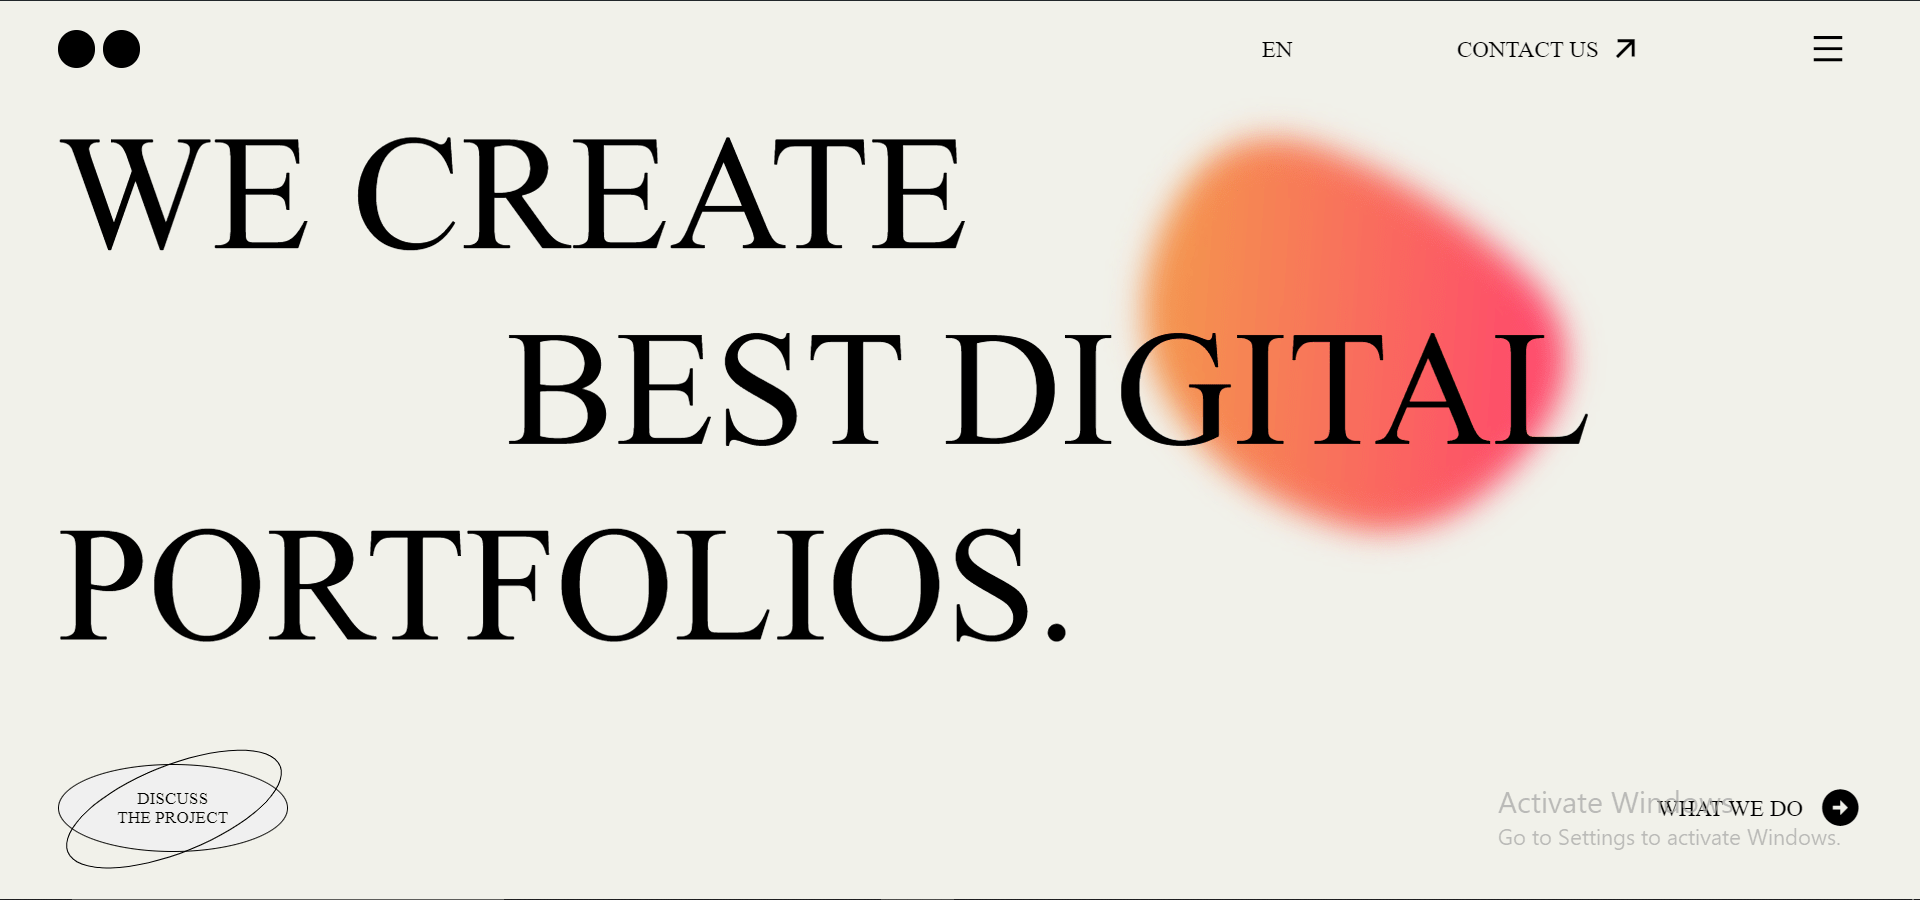 EN
CONTACT US
WE CREATE
BEST DIGITAL
PORTFOLIOS.
DISCUSS
THE PROJECT
WHAT WE DO
Activate Windows
Go to Settings to activate Windows.